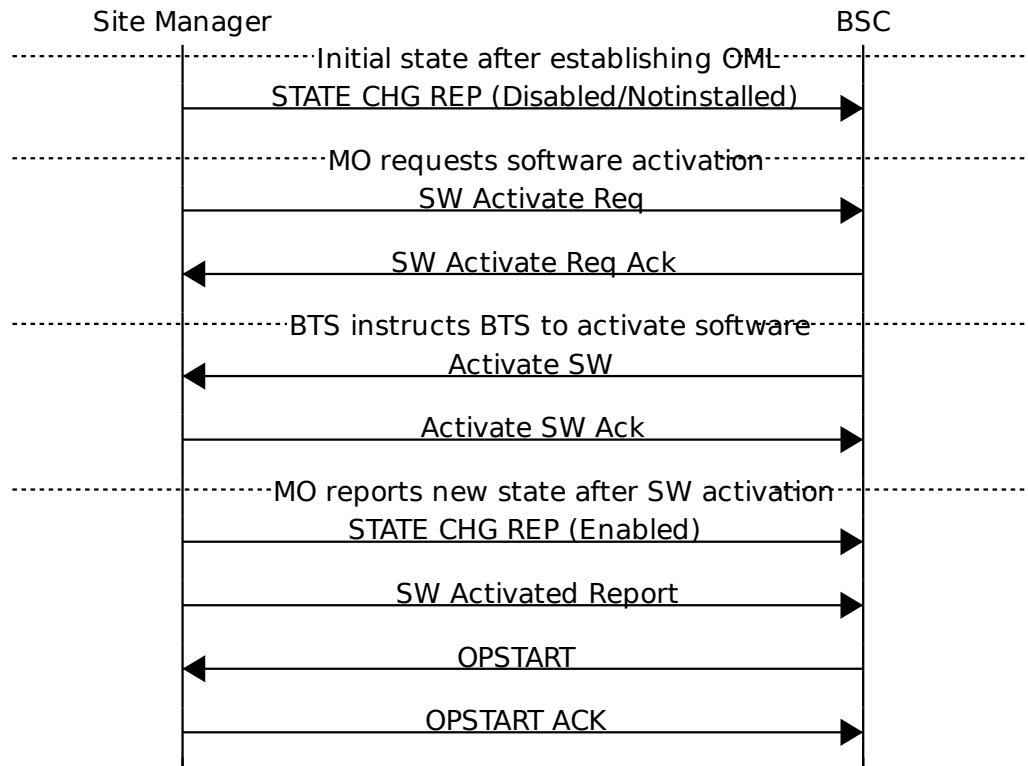 Site Manager BSC
Initial state after establishing OML
STATE CHG REP (Disabled/Notinstalled)
MO requests software activation
SW Activate Req
SW Activate Req Ack
BTS instructs BTS to activate software
Activate SW
Activate SW Ack
MO reports new state after SW activation
STATE CHG REP (Enabled)
SW Activated Report
OPSTART
OPSTART ACK